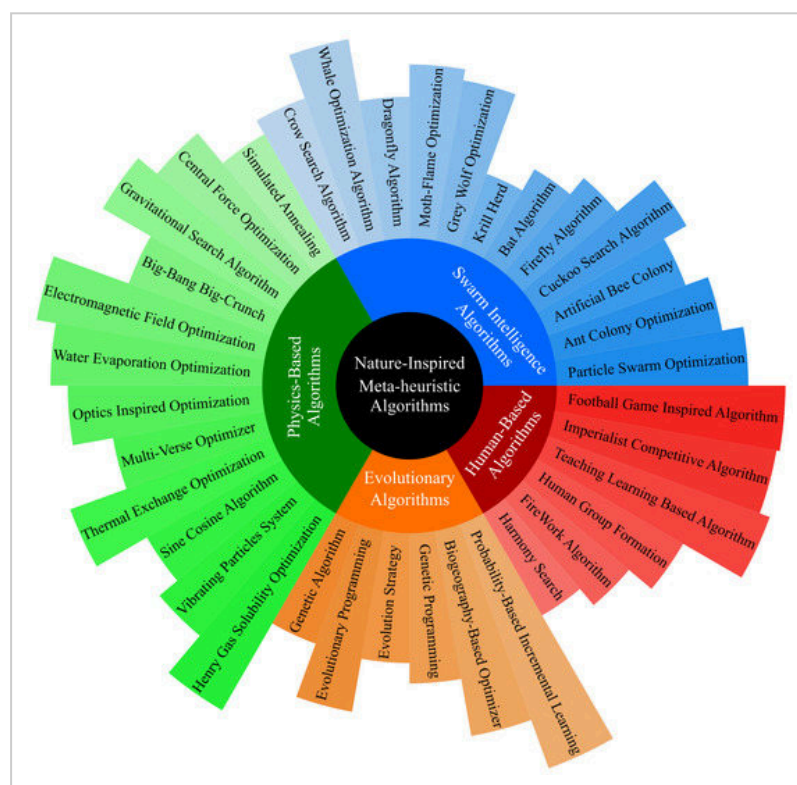 Nature-Inspired
Meta-heuristic
Algorithms
Swarm Intelligence
Algorithms
Crow Search Algorithm
Whale Optimization Algorithm
Dragonfly Algorithm
Moth-Flame Optimization
Grey Wolf Optimization
Krill Herd
Bat Algorithm
Firefly Algorithm
Cuckoo Search Algorithm
Artificial Bee Colony
Ant Colony Optimization
Particle Swarm Optimization
Human-Based
Algorithms
Football Game Inspired Algorithm
Imperialist Competitive Algorithm
Teaching Learning Based Algorithm
Human Group Formation
FireWork Algorithm
Harmony Search
Evolutionary
Algorithms
Probability-Based Incremental Learning
Biogeography-Based Optimizer
Genetic Programming
Evolution Strategy
Evolutionary Programming
Genetic Algorithm
Physics-Based
Algorithms
Henry Gas Solubility Optimization
Vibrating Particles System
Sine Cosine Algorithm
Thermal Exchange Optimization
Multi-Verse Optimizer
Optics Inspired Optimization
Water Evaporation Optimization
Electromagnetic Field Optimization
Big-Bang Big-Crunch
Gravitational Search Algorithm
Central Force Optimization
Simulated Annealing